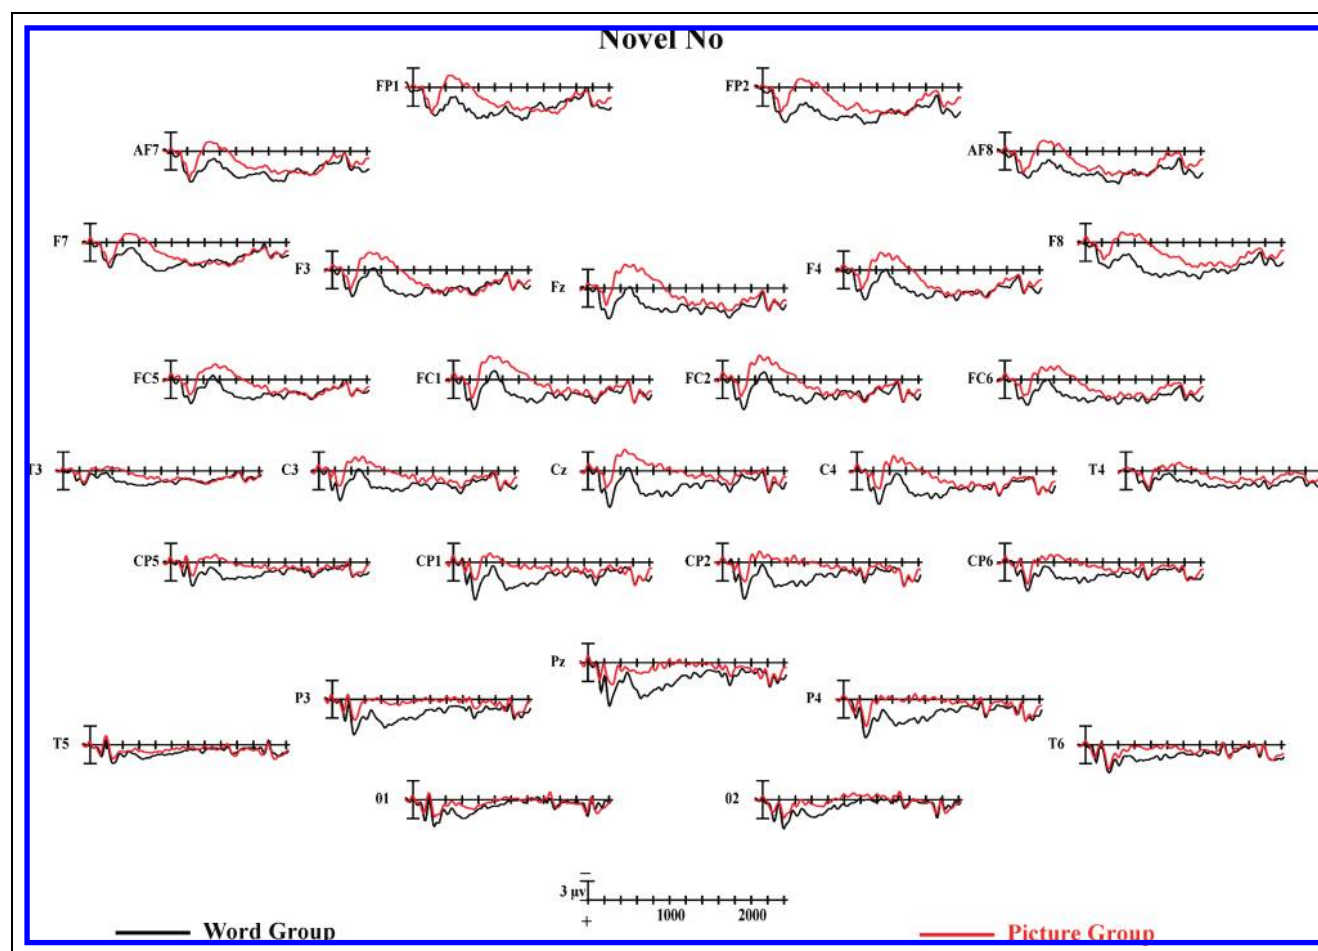 Novel No
FP1 FP2
AF7 AF8
F7 F8
F3 F4
Fz
FC5 FC1 FC2 FC6
T3 C3 Cz C4 T4
CP5 CP1 CP2 CP6
Pz
P3 P4
T5 T6
01 02
−
3 μv
+ 1000 2000
Word Group Picture Group